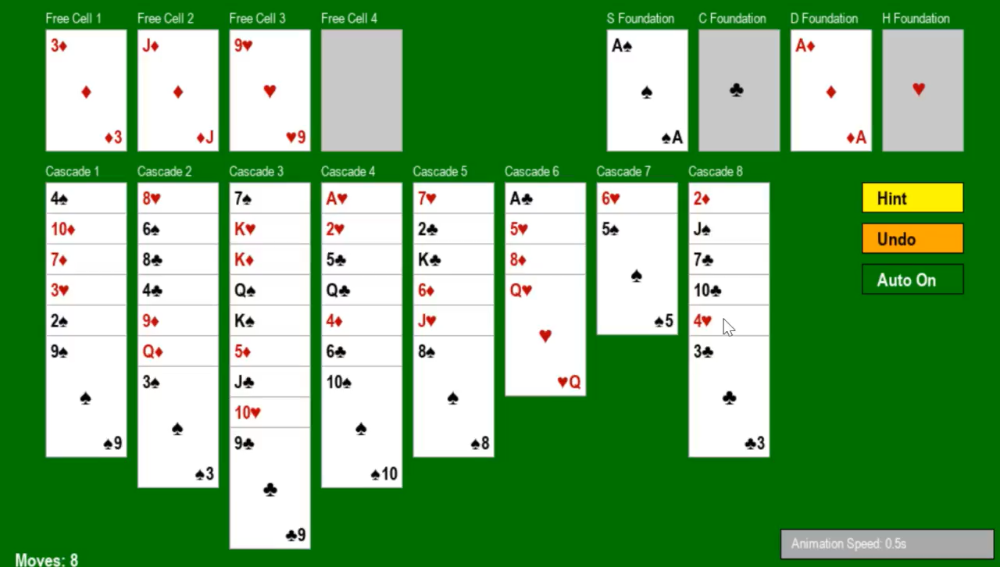 Free Cell 1 Free Cell 2 Free Cell 3 Free Cell 4 S Foundation C Foundation D Foundation H Foundation
3♦ J♦ 9♥ A♠ A♦
♦ ♦ ♥ ♠ ♣ ♦ ♥
♦3 ♦J ♥9 ♠A ♦A
Cascade 1 Cascade 2 Cascade 3 Cascade 4 Cascade 5 Cascade 6 Cascade 7 Cascade 8
4♠ 8♥ 7♠ A♥ 7♥ A♣ 6♥ 2♦ Hint
10♦ 6♠ K♥ 2♥ 2♣ 5♥ 5♠ J♠ Undo
7♦ 8♣ K♦ 5♣ K♣ 8♦ 7♣ Auto On
3♥ 4♣ Q♠ Q♣ 6♦ Q♥ 10♣
2♠ 9♦ K♠ 4♦ J♥ ♠5 4♥
9♠ Q♦ 5♦ 6♣ 8♠ 3♣
3♠ J♣ 10♠ ♥Q
10♥
♠9 9♣ ♠8 ♣3
♠3 ♠10
♣9
Animation Speed: 0.5s
Moves: 8